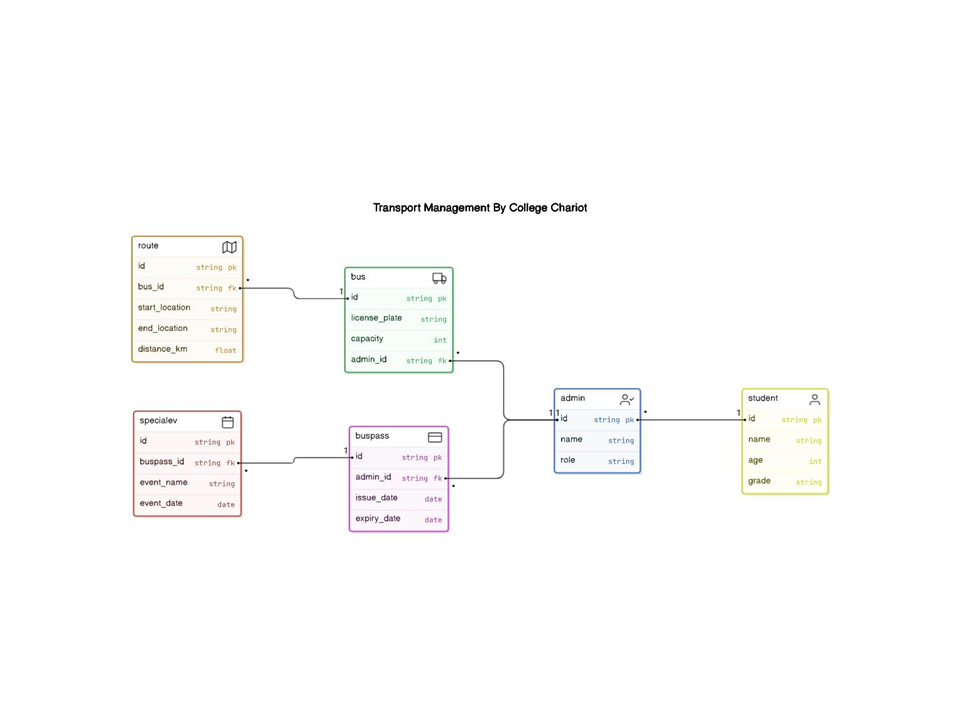 Transport Management By College Chariot
route
id string pk
bus_id string fk
start_location string
end_location string
distance_km float
*
1
bus
id string pk
license_plate string
capacity int
admin_id string fk
*
specialev
id string pk
buspass_id string fk
event_name string
event_date date
*
1
buspass
id string pk
admin_id string fk
issue_date date
expiry_date date
*
1 1
admin
id string pk
name string
role string
*
1
student
id string pk
name string
age int
grade string